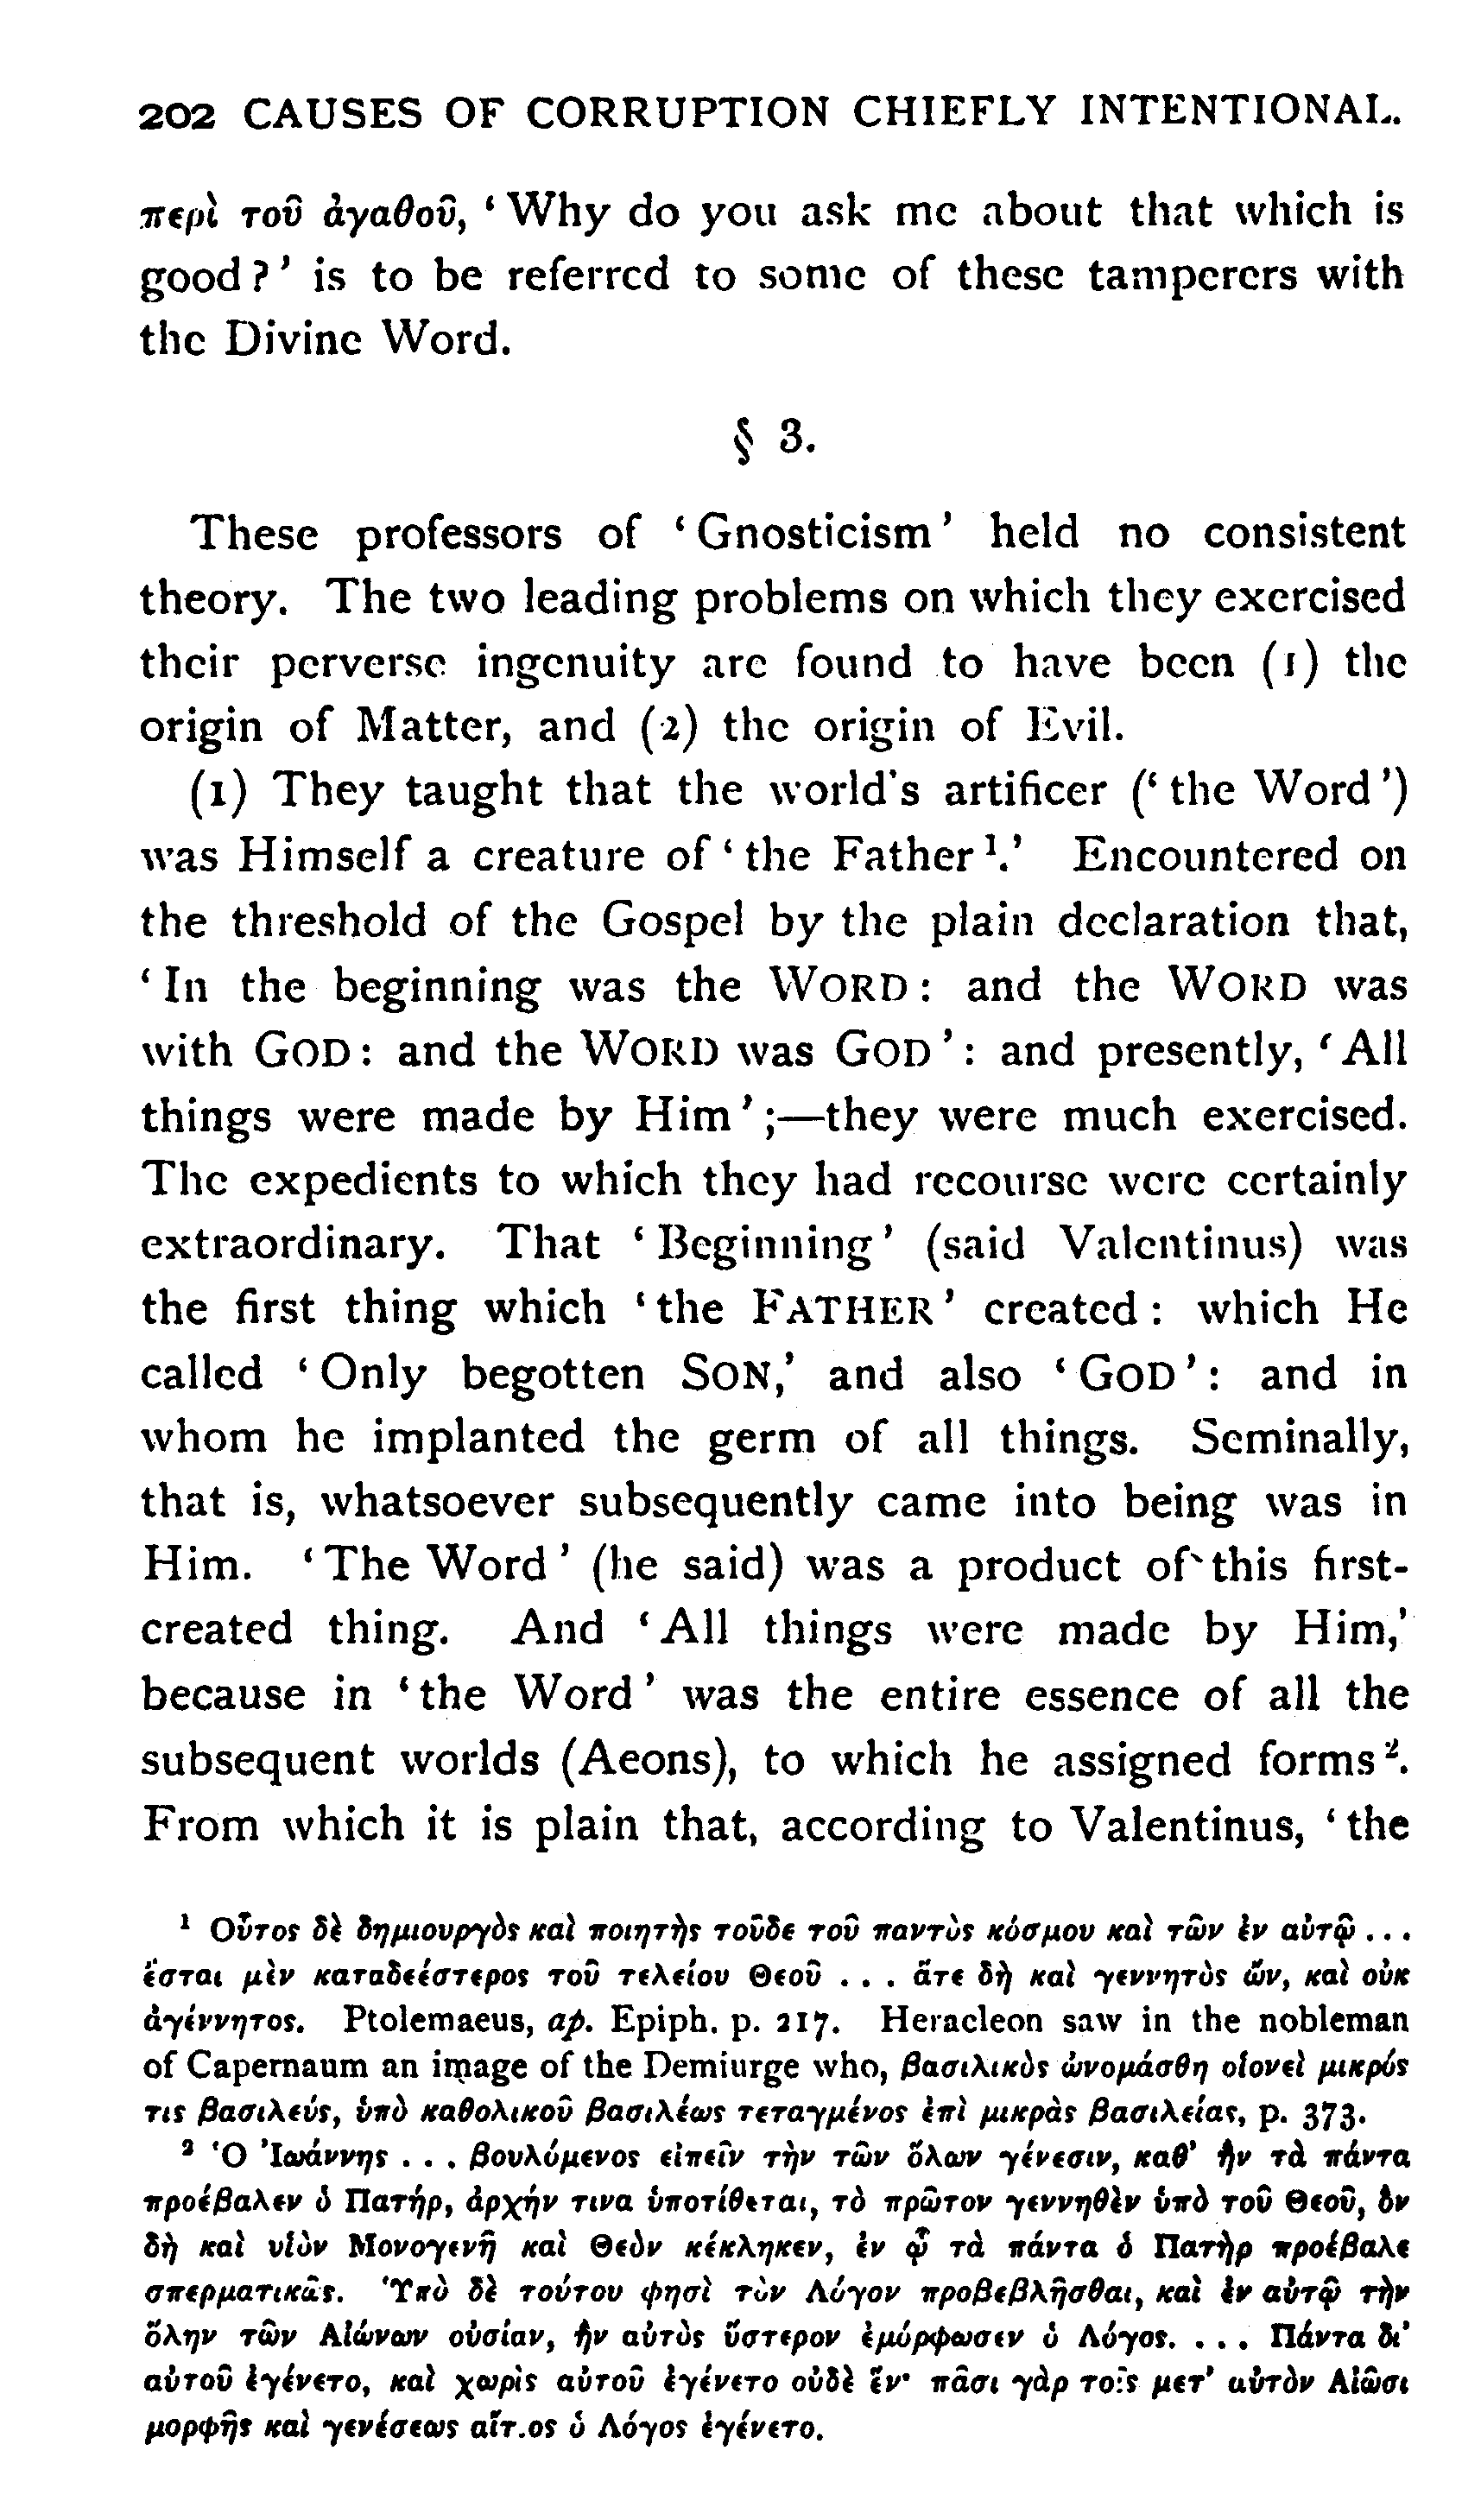 202 CAUSES OF CORRUPTION CHIEFLY INTENTIONAL.
περὶ τοῦ ἀγαθοῦ, ‘Why do you ask me about that which is
good?’ is to be referred to some of these tamperers with
the Divine Word.
§ 3.
These professors of ‘Gnosticism’ held no consistent
theory. The two leading problems on which they exercised
their perverse ingenuity are found to have been (1) the
origin of Matter, and (2) the origin of Evil.
(1) They taught that the world's artificer (‘the Word’)
was Himself a creature of ‘the Father¹.’ Encountered on
the threshold of the Gospel by the plain declaration that,
‘In the beginning was the WORD: and the WORD was
with GOD: and the WORD was GOD’: and presently, ‘All
things were made by Him’;—they were much exercised.
The expedients to which they had recourse were certainly
extraordinary. That ‘Beginning’ (said Valentinus) was
the first thing which ‘the FATHER’ created: which He
called ‘Only begotten SON,’ and also ‘GOD’: and in
whom he implanted the germ of all things. Seminally,
that is, whatsoever subsequently came into being was in
Him. ‘The Word’ (he said) was a product of this first-
created thing. And ‘All things were made by Him,’
because in ‘the Word’ was the entire essence of all the
subsequent worlds (Aeons), to which he assigned forms².
From which it is plain that, according to Valentinus, ‘the
¹ Οὗτος δὲ δημιουργὸς καὶ ποιητὴς τοῦδε τοῦ παντὸς κόσμου καὶ τῶν ἐν αὐτῷ ...
ἔσται μὲν καταδεέστερος τοῦ τελείου Θεοῦ ... ἅτε δὴ καὶ γεννητὸς ὤν, καὶ οὐκ
ἀγέννητος. Ptolemaeus, ap. Epiph. p. 217. Heracleon saw in the nobleman
of Capernaum an image of the Demiurge who, βασιλικὸς ὠνομάσθη οἱονεὶ μικρός
τις βασιλεύς, ὑπὸ καθολικοῦ βασιλέως τεταγμένος ἐπὶ μικρᾶς βασιλείας, p. 373.
² Ὁ Ἰωάννης ... βουλόμενος εἰπεῖν τὴν τῶν ὅλων γένεσιν, καθ’ ἣν τὰ πάντα
προέβαλεν ὁ Πατήρ, ἀρχήν τινα ὑποτίθεται, τὸ πρῶτον γεννηθὲν ὑπὸ τοῦ Θεοῦ, ὃν
δὴ καὶ υἱὸν Μονογενῆ καὶ Θεὸν κέκληκεν, ἐν ᾧ τὰ πάντα ὁ Πατὴρ προέβαλε
σπερματικῶς. Ὑπὸ δὲ τούτου φησὶ τὸν Λόγον προβεβλῆσθαι, καὶ ἐν αὐτῷ τὴν
ὅλην τῶν Αἰώνων οὐσίαν, ἣν αὐτὸς ὕστερον ἐμόρφωσεν ὁ Λόγος. ... Πάντα δι’
αὐτοῦ ἐγένετο, καὶ χωρὶς αὐτοῦ ἐγένετο οὐδὲ ἕν· πᾶσι γὰρ τοῖς μετ’ αὐτὸν Αἰῶσι
μορφῆς καὶ γενέσεως αἴτιος ὁ Λόγος ἐγένετο.